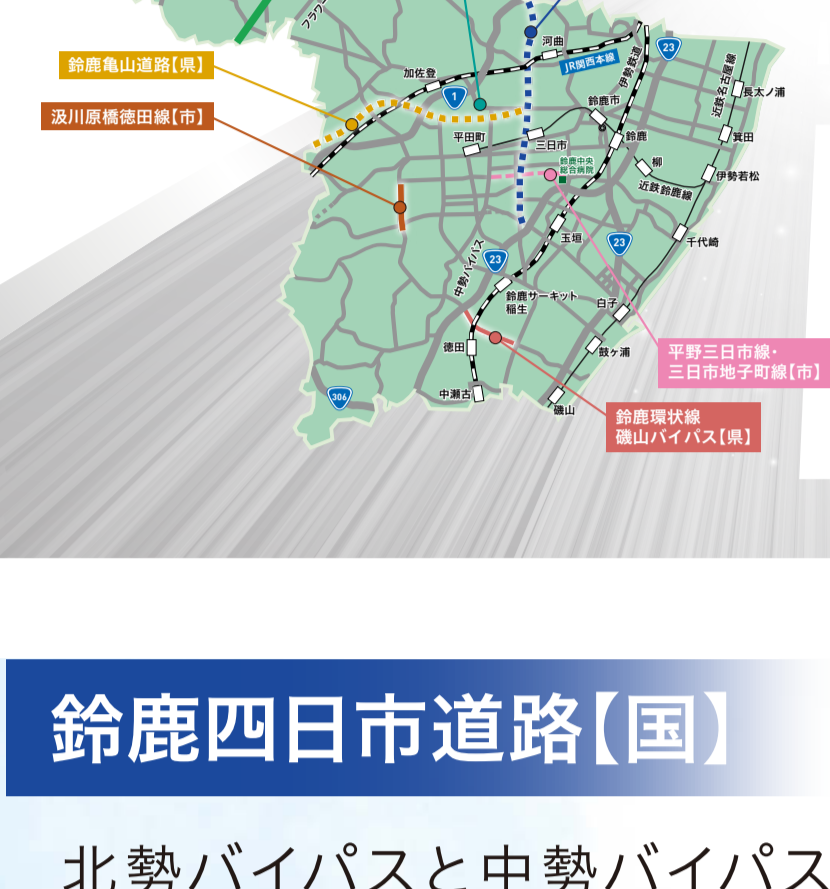 フラワー
鈴鹿亀山道路【県】
汲川原橋徳田線【市】
加佐登
1
河曲
JR関西本線
伊勢鉄道
23
近鉄名古屋線
長太ノ浦
鈴鹿市
平田町
三日市
鈴鹿
箕田
鈴鹿中央
総合病院
柳
伊勢若松
近鉄鈴鹿線
中勢バイパス
23
玉垣
23
千代崎
鈴鹿サーキット
稲生
白子
徳田
鼓ヶ浦
平野三日市線・
三日市地子町線【市】
306
中瀬古
磯山
鈴鹿環状線
磯山バイパス【県】
鈴鹿四日市道路【国】
北勢バイパスと中勢バイパス